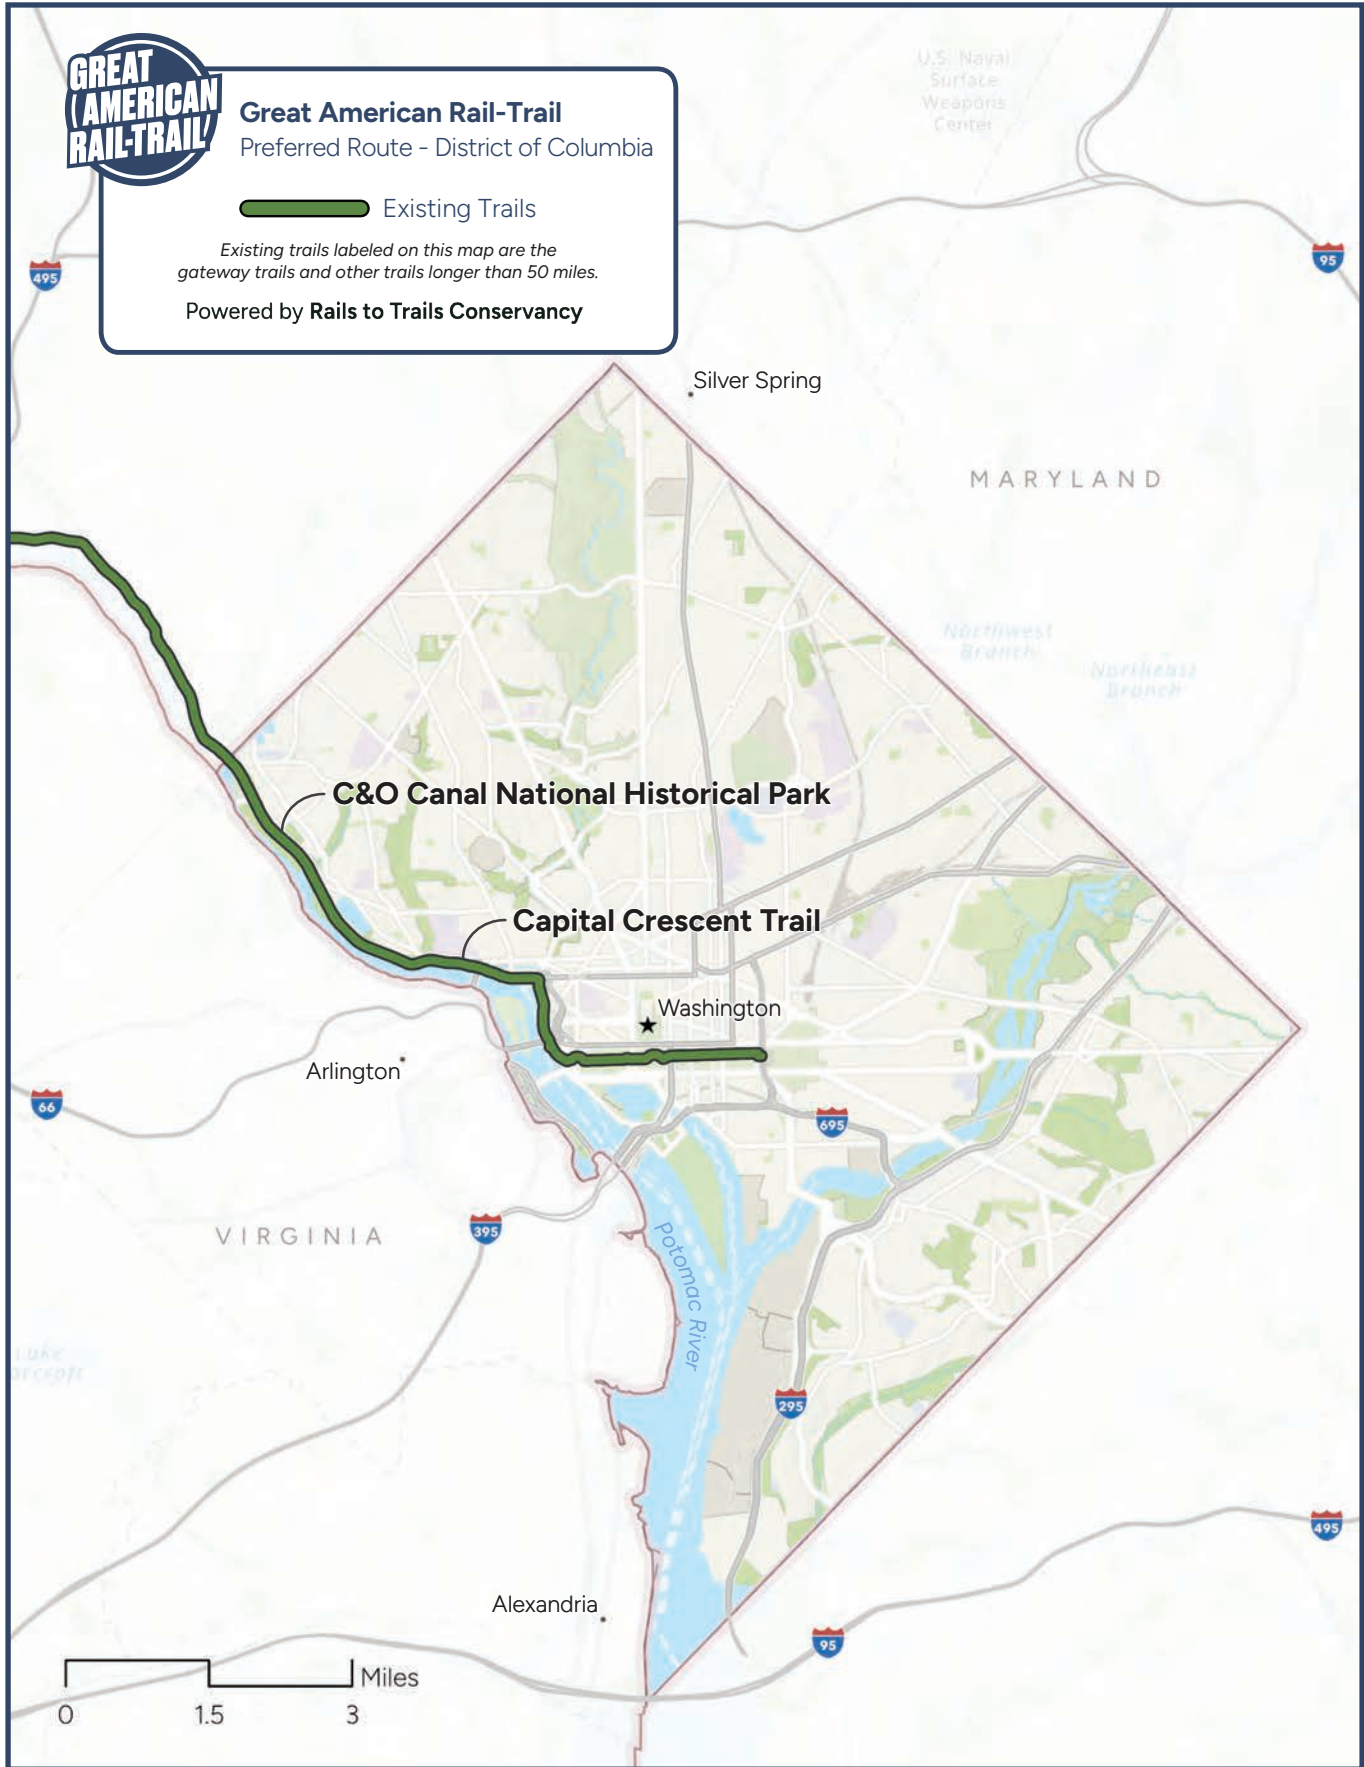 GREAT
AMERICAN
RAIL-TRAIL
Great American Rail-Trail
Preferred Route - District of Columbia
Existing Trails
Existing trails labeled on this map are the
gateway trails and other trails longer than 50 miles.
Powered by Rails to Trails Conservancy
U.S. Naval
Surface
Weapons
Center
495
95
Silver Spring
MARYLAND
Northwest
Branch
Northeast
Branch
C&O Canal National Historical Park
Capital Crescent Trail
Washington
Arlington
66
695
VIRGINIA
395
Potomac River
Lake
295
495
Alexandria
95
Miles
0 1.5 3